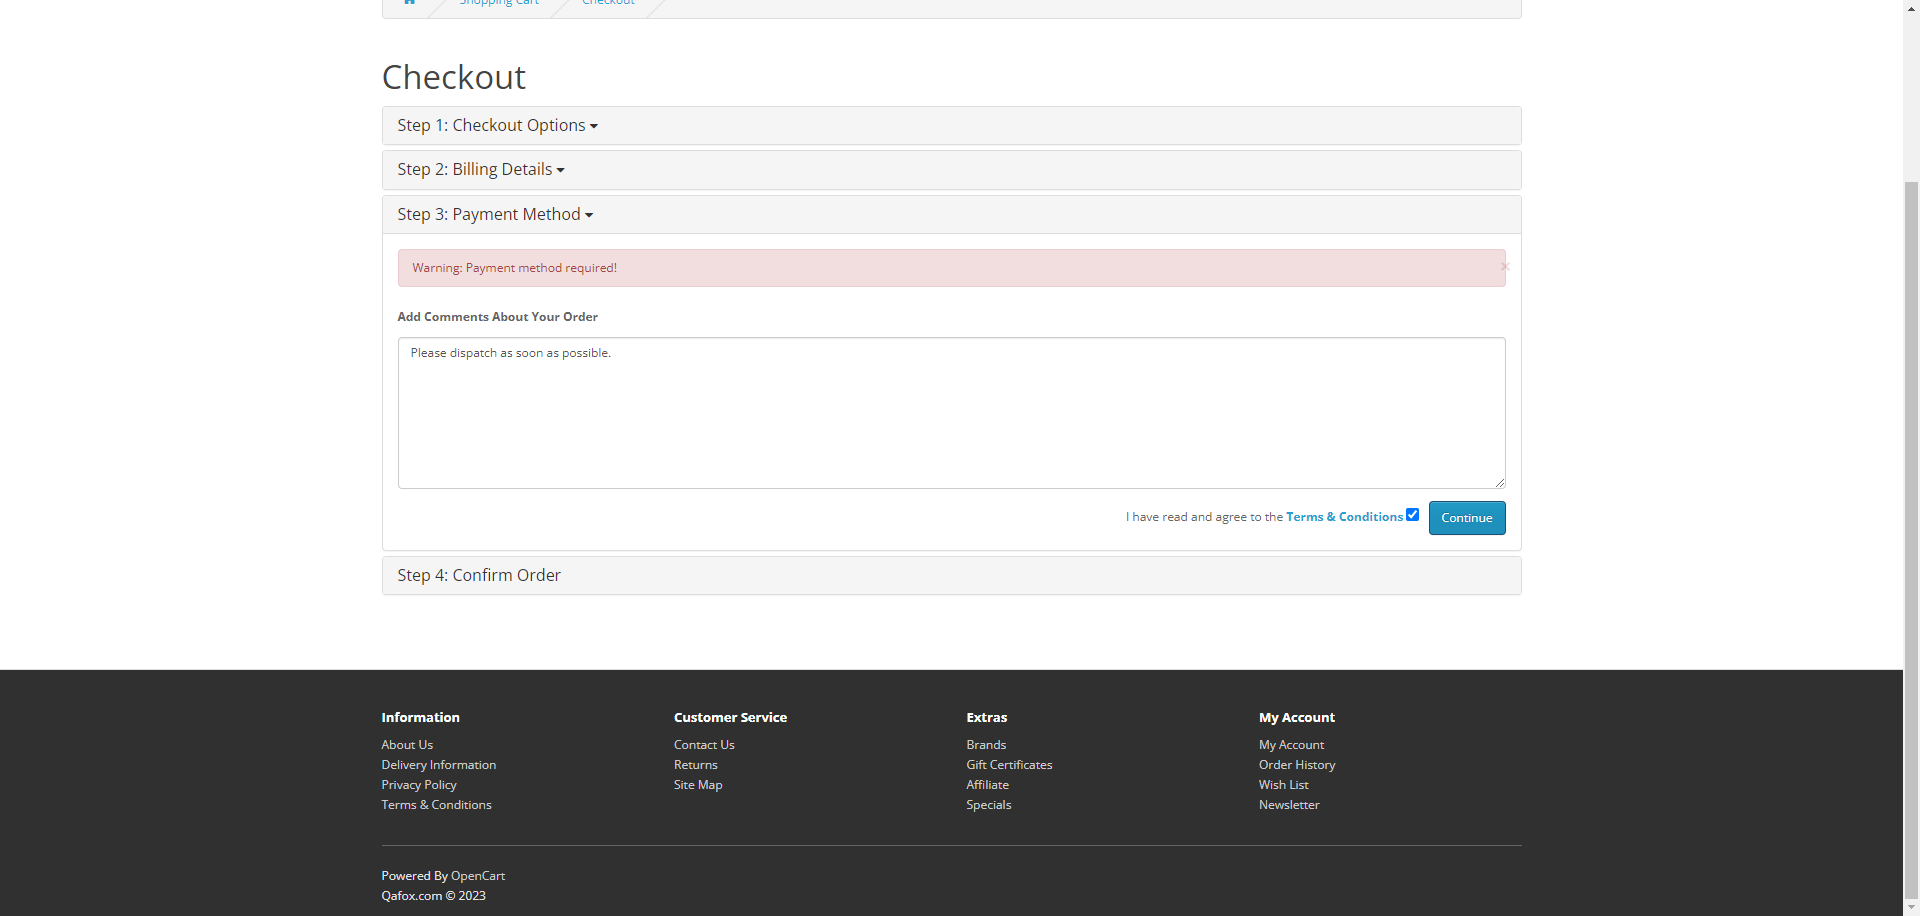 Shopping Cart
Checkout
Checkout
Step 1: Checkout Options
Step 2: Billing Details
Step 3: Payment Method
Warning: Payment method required!
×
Add Comments About Your Order
Please dispatch as soon as possible.
I have read and agree to the Terms & Conditions
Continue
Step 4: Confirm Order
Information
About Us
Delivery Information
Privacy Policy
Terms & Conditions
Customer Service
Contact Us
Returns
Site Map
Extras
Brands
Gift Certificates
Affiliate
Specials
My Account
My Account
Order History
Wish List
Newsletter
Powered By OpenCart
Qafox.com © 2023